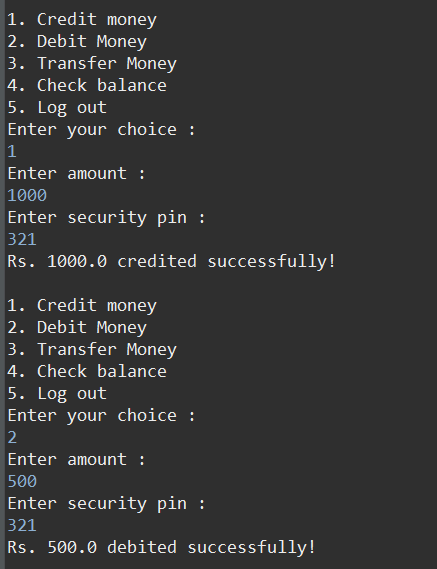 1. Credit money
2. Debit Money
3. Transfer Money
4. Check balance
5. Log out
Enter your choice :
1
Enter amount :
1000
Enter security pin :
321
Rs. 1000.0 credited successfully!
1. Credit money
2. Debit Money
3. Transfer Money
4. Check balance
5. Log out
Enter your choice :
2
Enter amount :
500
Enter security pin :
321
Rs. 500.0 debited successfully!